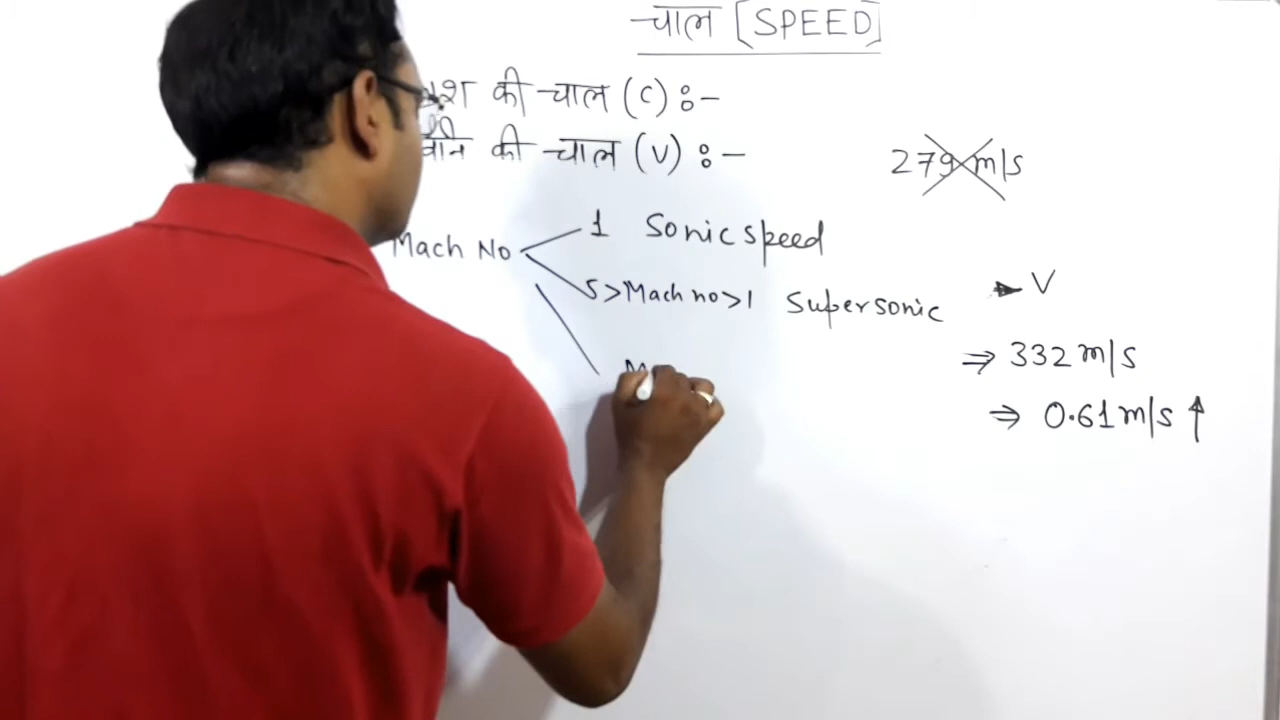 चाल [SPEED]
की चाल (C) :-
की चाल (V) :-
279 m/s
Mach No
1 Sonic speed
5 > Mach no > 1 Supersonic
V
⇒ 332 m/s
⇒ 0.61 m/s ↑